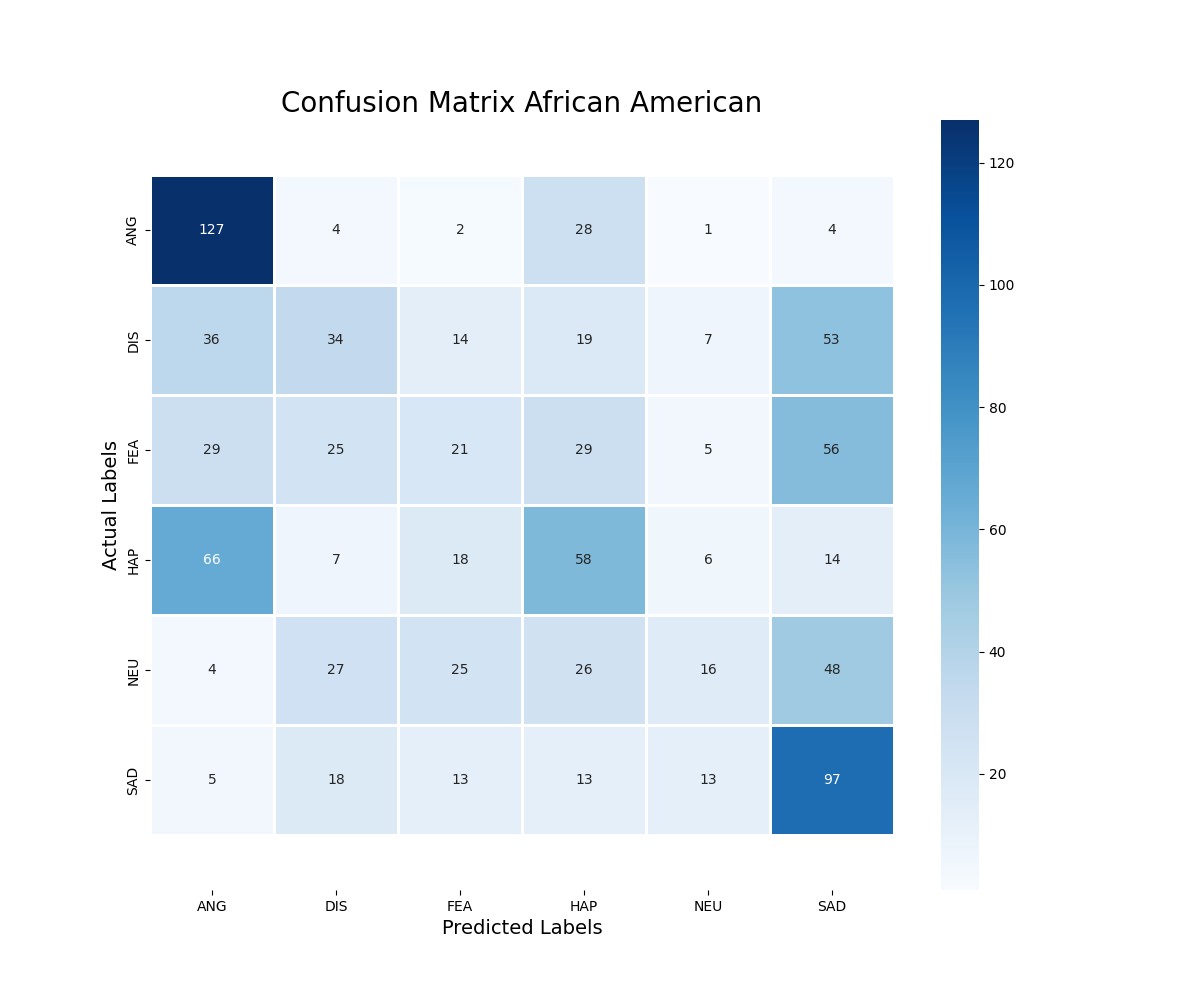 Confusion Matrix African American
120
ANG 127 4 2 28 1 4
100
DIS 36 34 14 19 7 53
80
FEA 29 25 21 29 5 56
Actual Labels
60
HAP 66 7 18 58 6 14
40
NEU 4 27 25 26 16 48
20
SAD 5 18 13 13 13 97
ANG DIS FEA HAP NEU SAD
Predicted Labels